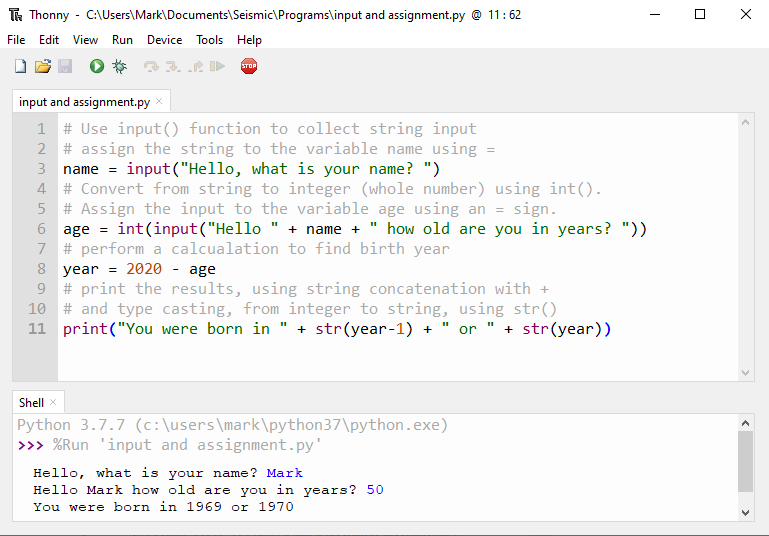 Thonny - C:\Users\Mark\Documents\Seismic\Programs\input and assignment.py @ 11 : 62
File Edit View Run Device Tools Help
STOP
input and assignment.py ×
1 # Use input() function to collect string input
2 # assign the string to the variable name using =
3 name = input("Hello, what is your name? ")
4 # Convert from string to integer (whole number) using int().
5 # Assign the input to the variable age using an = sign.
6 age = int(input("Hello " + name + " how old are you in years? "))
7 # perform a calcualation to find birth year
8 year = 2020 - age
9 # print the results, using string concatenation with +
10 # and type casting, from integer to string, using str()
11 print("You were born in " + str(year-1) + " or " + str(year))
Shell ×
Python 3.7.7 (c:\users\mark\python37\python.exe)
>>> %Run 'input and assignment.py'
Hello, what is your name? Mark
Hello Mark how old are you in years? 50
You were born in 1969 or 1970